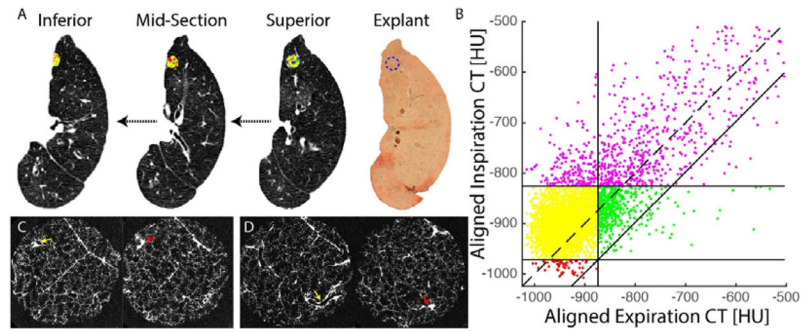 A
Inferior
Mid-Section
Superior
Explant
C
D
B
Aligned Inspiration CT [HU]
-500
-600
-700
-800
-900
-1000
-1000
-900
-800
-700
-600
-500
Aligned Expiration CT [HU]